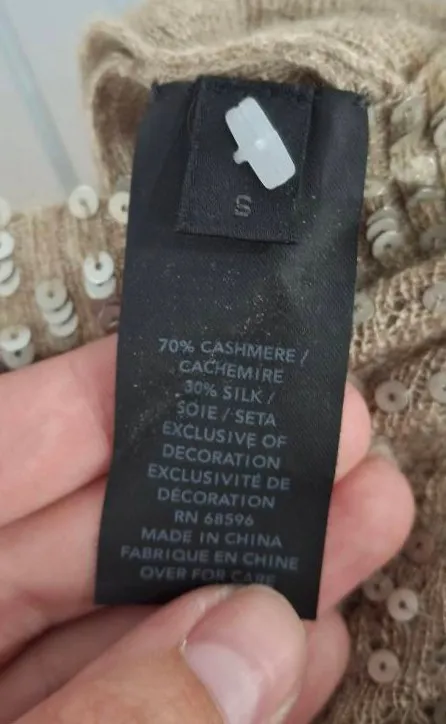 S
70% CASHMERE /
CACHEMIRE
30% SILK /
SOIE / SETA
EXCLUSIVE OF
DECORATION
EXCLUSIVITÉ DE
DÉCORATION
RN 68596
MADE IN CHINA
FABRIQUE EN CHINE
OVER FOR CARE